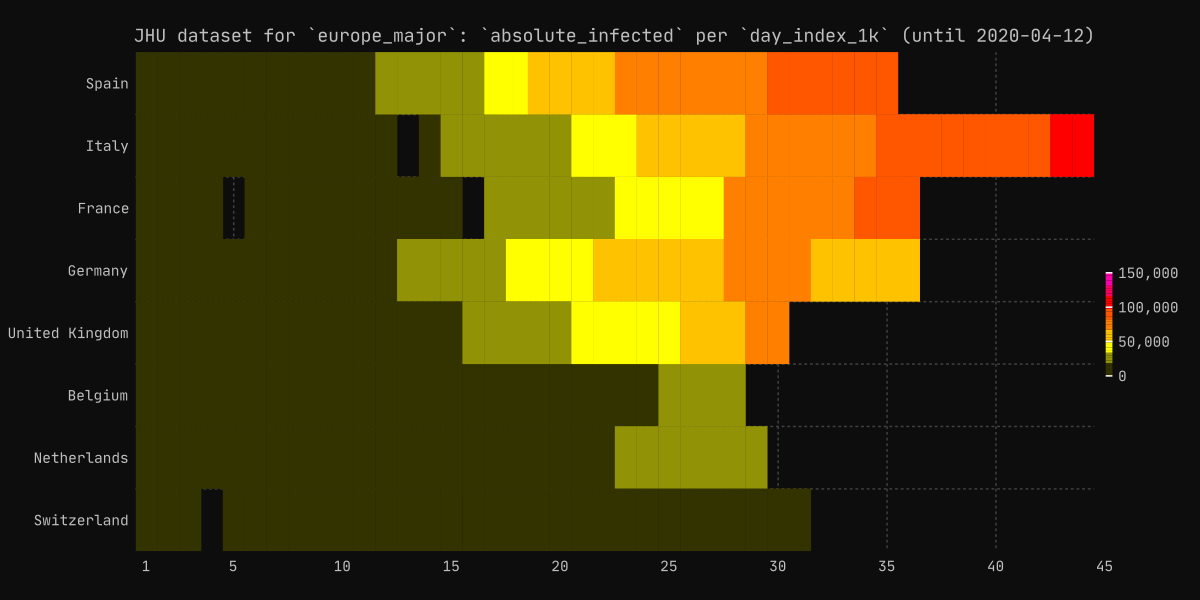 JHU dataset for `europe_major`: `absolute_infected` per `day_index_1k` (until 2020-04-12)
Spain
Italy
France
Germany
United Kingdom
Belgium
Netherlands
Switzerland
150,000
100,000
50,000
0
1 5 10 15 20 25 30 35 40 45